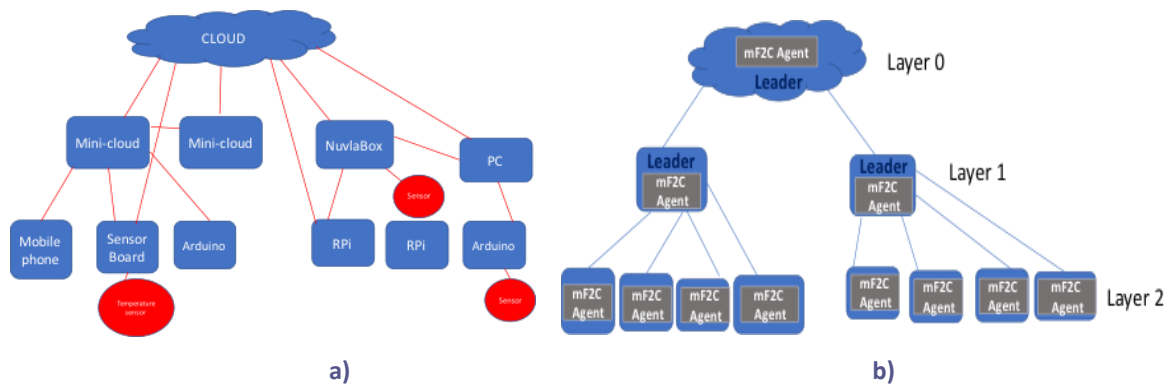 CLOUD
Mini-cloud
Mini-cloud
NuvlaBox
PC
Sensor
Mobile
phone
Sensor
Board
Arduino
RPi
RPi
Arduino
Temperature
sensor
Sensor
a)
mF2C Agent
Leader
Layer 0
Leader
mF2C
Agent
Leader
mF2C
Agent
Layer 1
mF2C
Agent
mF2C
Agent
mF2C
Agent
mF2C
Agent
mF2C
Agent
mF2C
Agent
mF2C
Agent
mF2C
Agent
Layer 2
b)